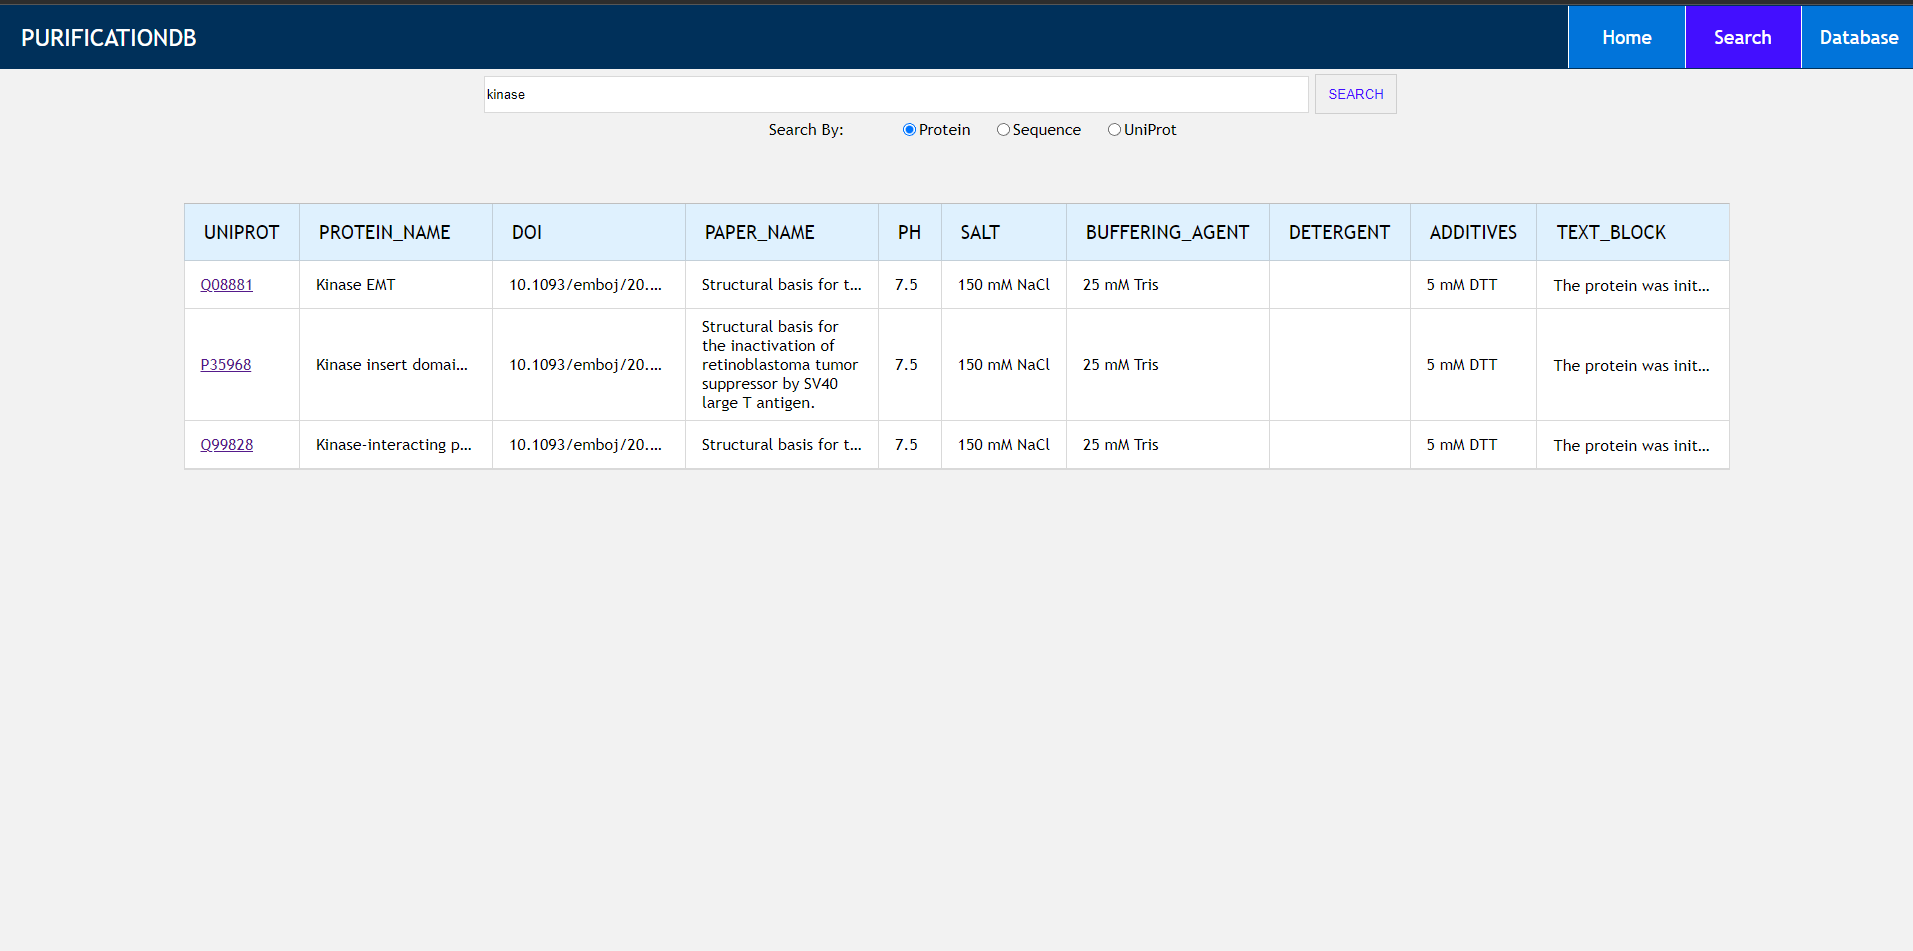 PURIFICATIONDB
Home Search Database
kinase SEARCH
Search By: Protein Sequence UniProt
UNIPROT PROTEIN_NAME DOI PAPER_NAME PH SALT BUFFERING_AGENT DETERGENT ADDITIVES TEXT_BLOCK
Q08881 Kinase EMT 10.1093/emboj/20.... Structural basis for t... 7.5 150 mM NaCl 25 mM Tris 5 mM DTT The protein was init...
P35968 Kinase insert domai... 10.1093/emboj/20.... Structural basis for
the inactivation of
retinoblastoma tumor
suppressor by SV40
large T antigen. 7.5 150 mM NaCl 25 mM Tris 5 mM DTT The protein was init...
Q99828 Kinase-interacting p... 10.1093/emboj/20.... Structural basis for t... 7.5 150 mM NaCl 25 mM Tris 5 mM DTT The protein was init...